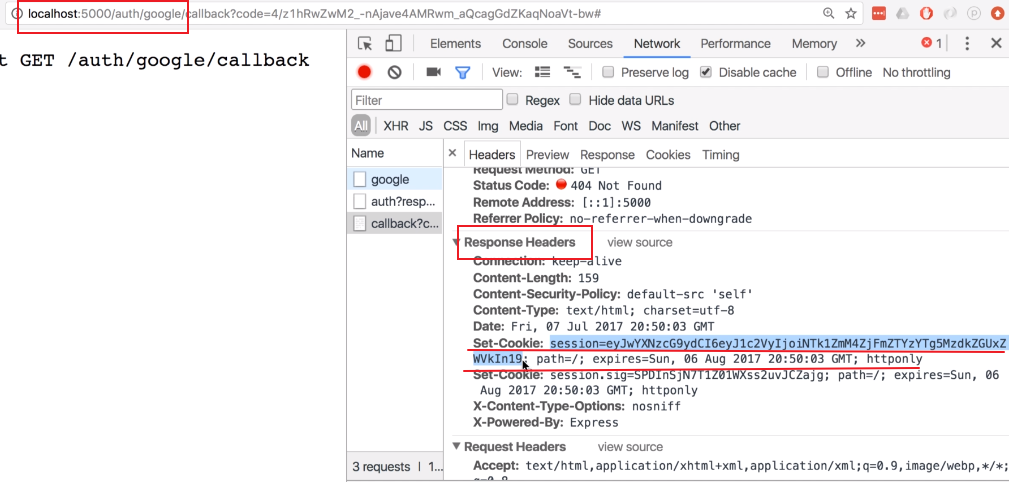 localhost:5000/auth/google/callback?code=4/z1hRwZwM2_-nAjave4AMRwm_aQcagGdZKaqNoaVt-bw#
t GET /auth/google/callback
Elements Console Sources Network Performance Memory » 1
View: Preserve log Disable cache Offline No throttling
Filter Regex Hide data URLs
All XHR JS CSS Img Media Font Doc WS Manifest Other
Name
google
auth?resp...
callback?c...
3 requests | 1...
× Headers Preview Response Cookies Timing
Request Method: GET
Status Code: 404 Not Found
Remote Address: [::1]:5000
Referrer Policy: no-referrer-when-downgrade
Response Headers view source
Connection: keep-alive
Content-Length: 159
Content-Security-Policy: default-src 'self'
Content-Type: text/html; charset=utf-8
Date: Fri, 07 Jul 2017 20:50:03 GMT
Set-Cookie: session=eyJwYXNzcG9ydCI6eyJ1c2VyIjoiNTk1ZmM4ZjFmZTYzYTg5MzdkZGUxZ
WVkIn19; path=/; expires=Sun, 06 Aug 2017 20:50:03 GMT; httponly
Set-Cookie: session.sig=SPDInSjN7T1Z01WXss2uvJCZajg; path=/; expires=Sun, 06
Aug 2017 20:50:03 GMT; httponly
X-Content-Type-Options: nosniff
X-Powered-By: Express
Request Headers view source
Accept: text/html,application/xhtml+xml,application/xml;q=0.9,image/webp,*/*;
q=0.8